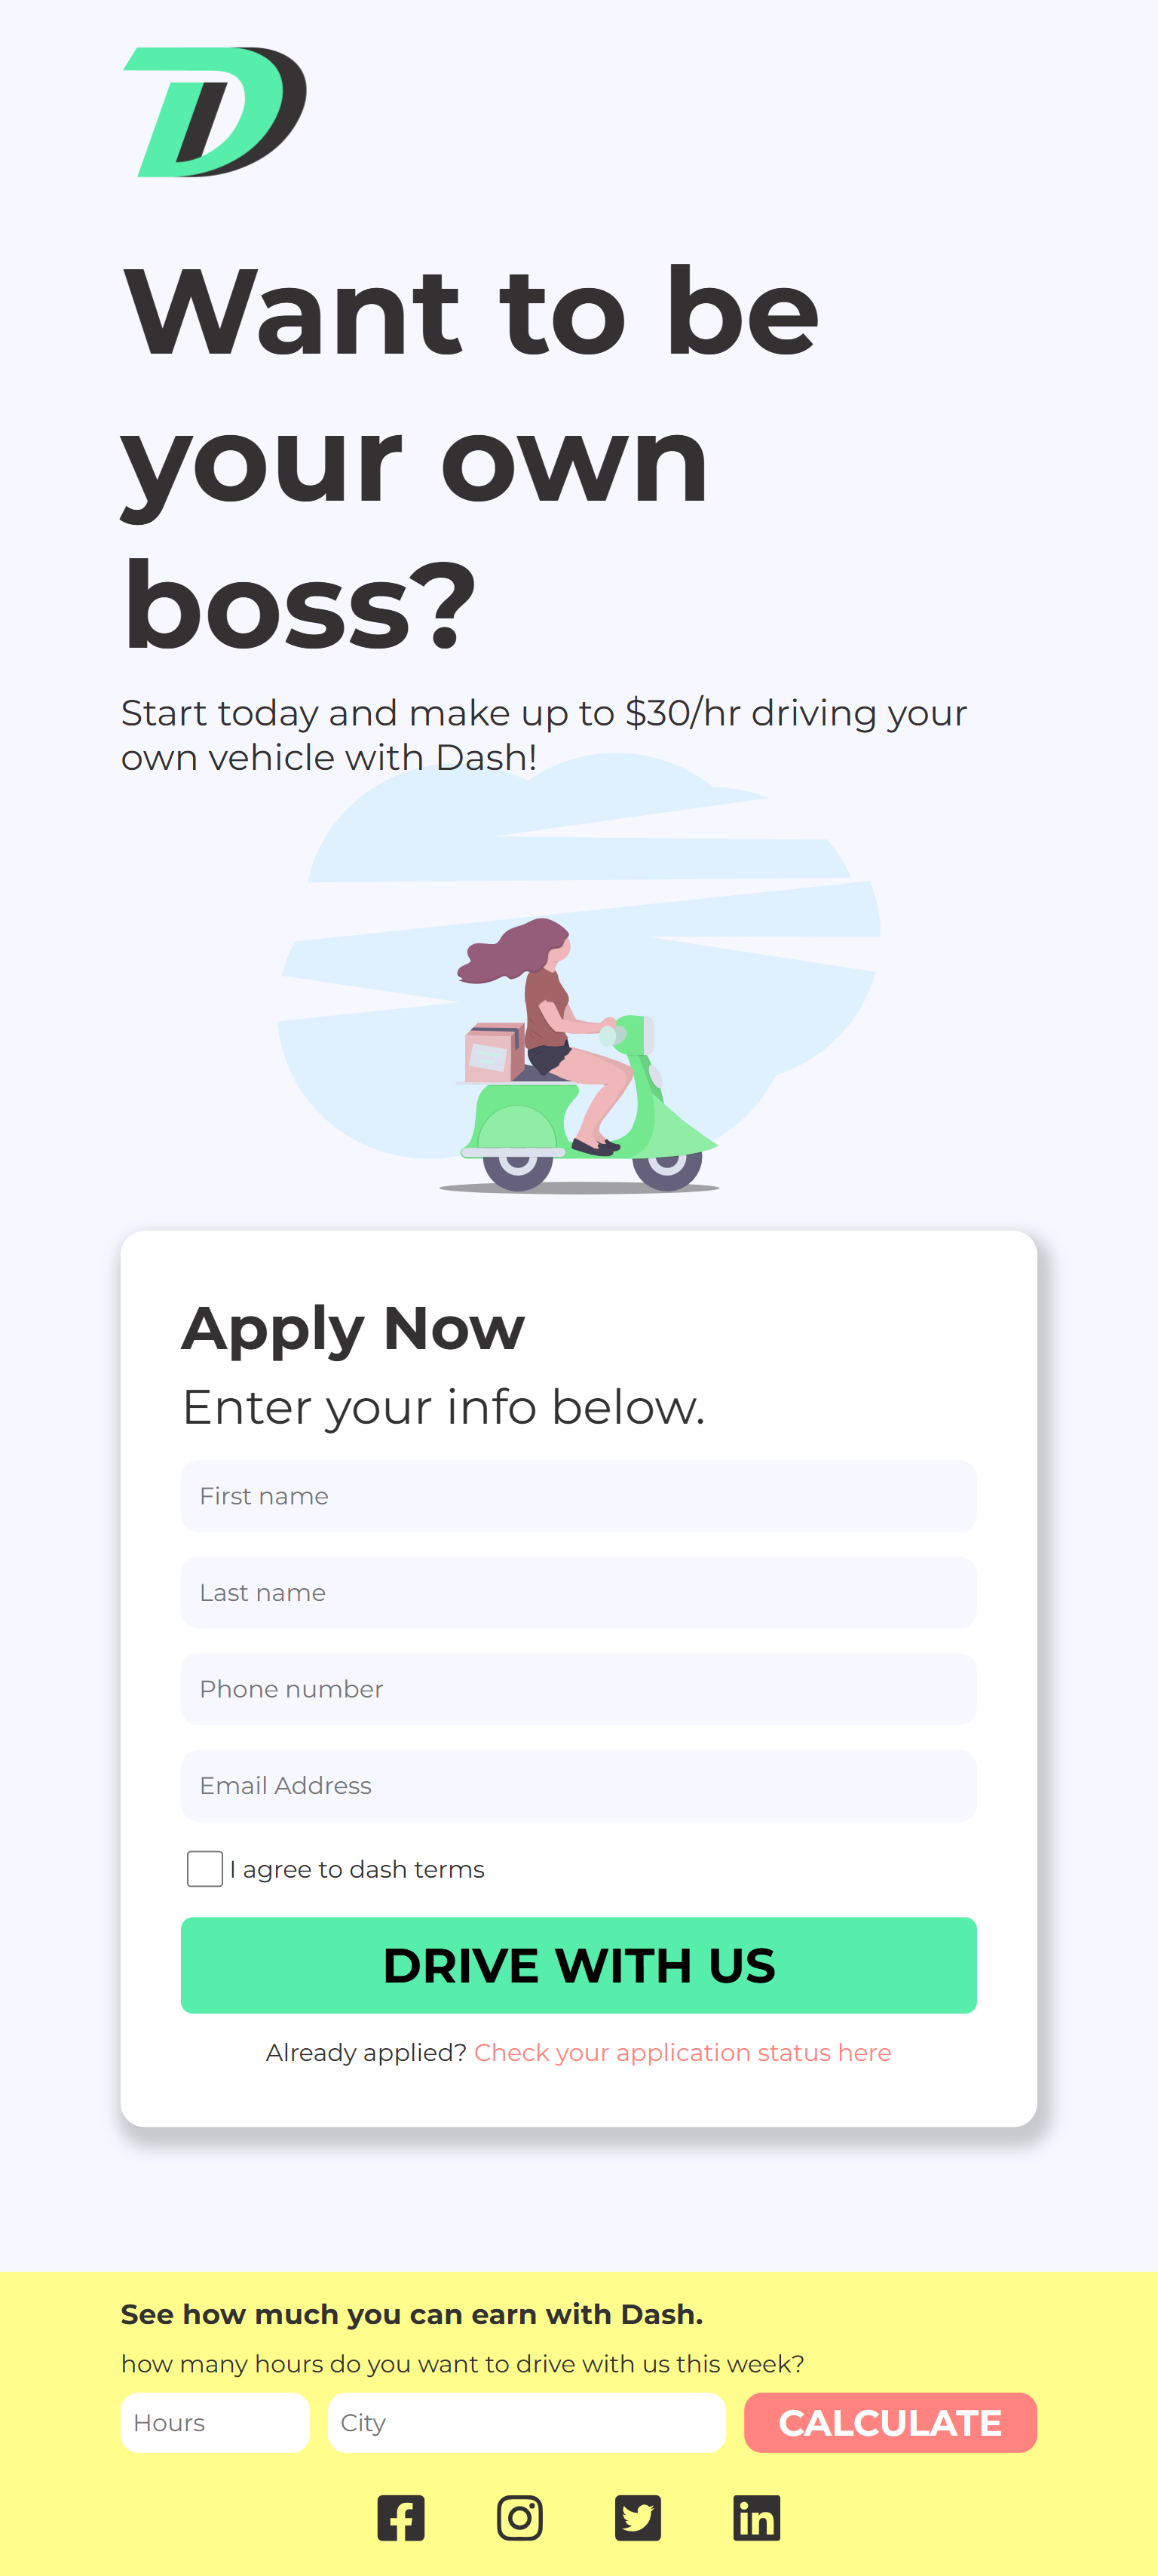 Want to be
your own
boss?
Start today and make up to $30/hr driving your
own vehicle with Dash!
Apply Now
Enter your info below.
First name
Last name
Phone number
Email Address
I agree to dash terms
DRIVE WITH US
Already applied? Check your application status here
See how much you can earn with Dash.
how many hours do you want to drive with us this week?
Hours City CALCULATE